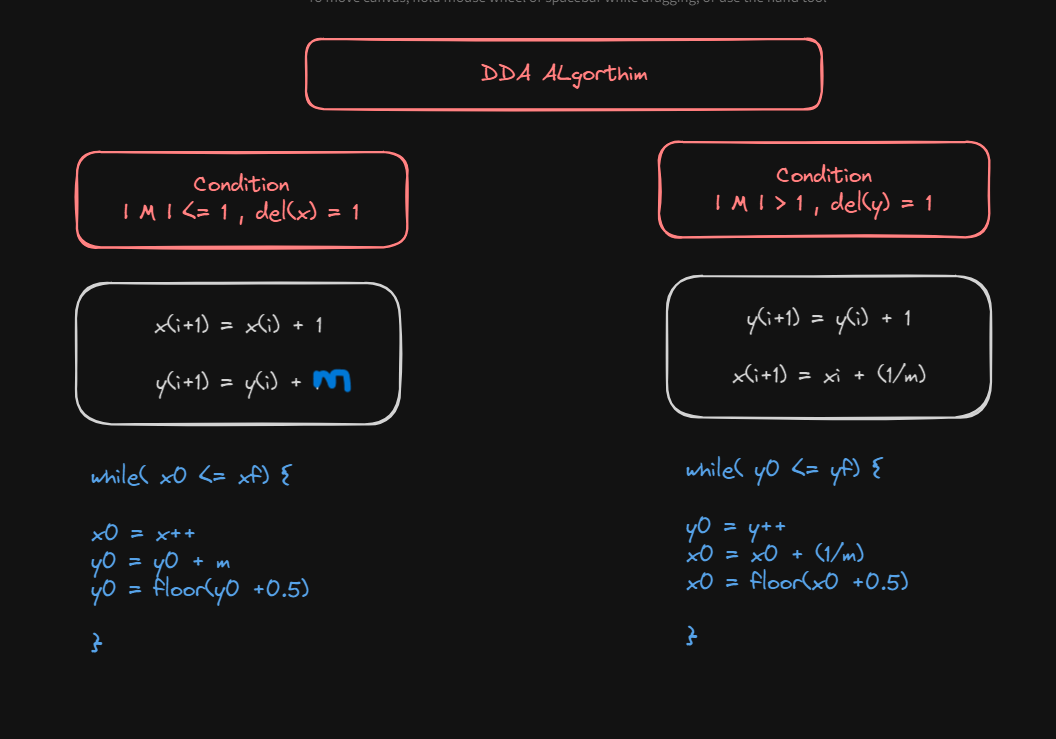 To move canvas, hold mouse wheel or spacebar while dragging, or use the hand tool
DDA ALgorthim
Condition
| M | <= 1 , del(x) = 1
x(i+1) = x(i) + 1
y(i+1) = y(i) + m
while( x0 <= xf) {
x0 = x++
y0 = y0 + m
y0 = floor(y0 +0.5)
}
Condition
| M | > 1 , del(y) = 1
y(i+1) = y(i) + 1
x(i+1) = xi + (1/m)
while( y0 <= yf) {
y0 = y++
x0 = x0 + (1/m)
x0 = floor(x0 +0.5)
}